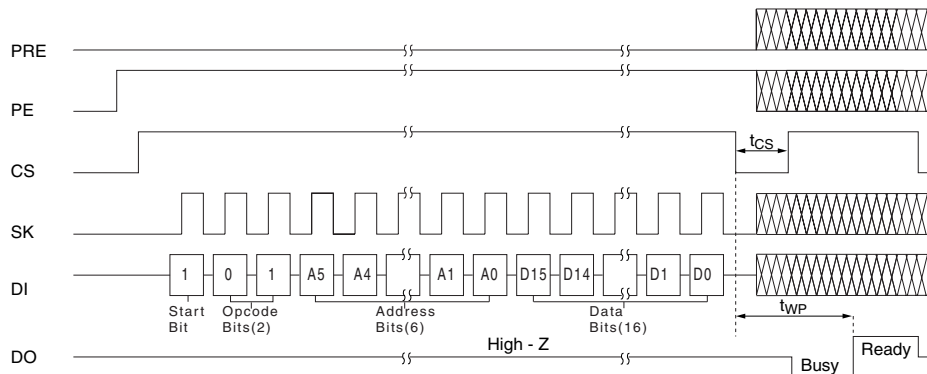 PRE
PE
CS
tCS
SK
DI
1 0 1 A5 A4 A1 A0 D15 D14 D1 D0
Start
Bit
Opcode
Bits(2)
Address
Bits(6)
Data
Bits(16)
tWP
DO
High - Z
Busy
Ready